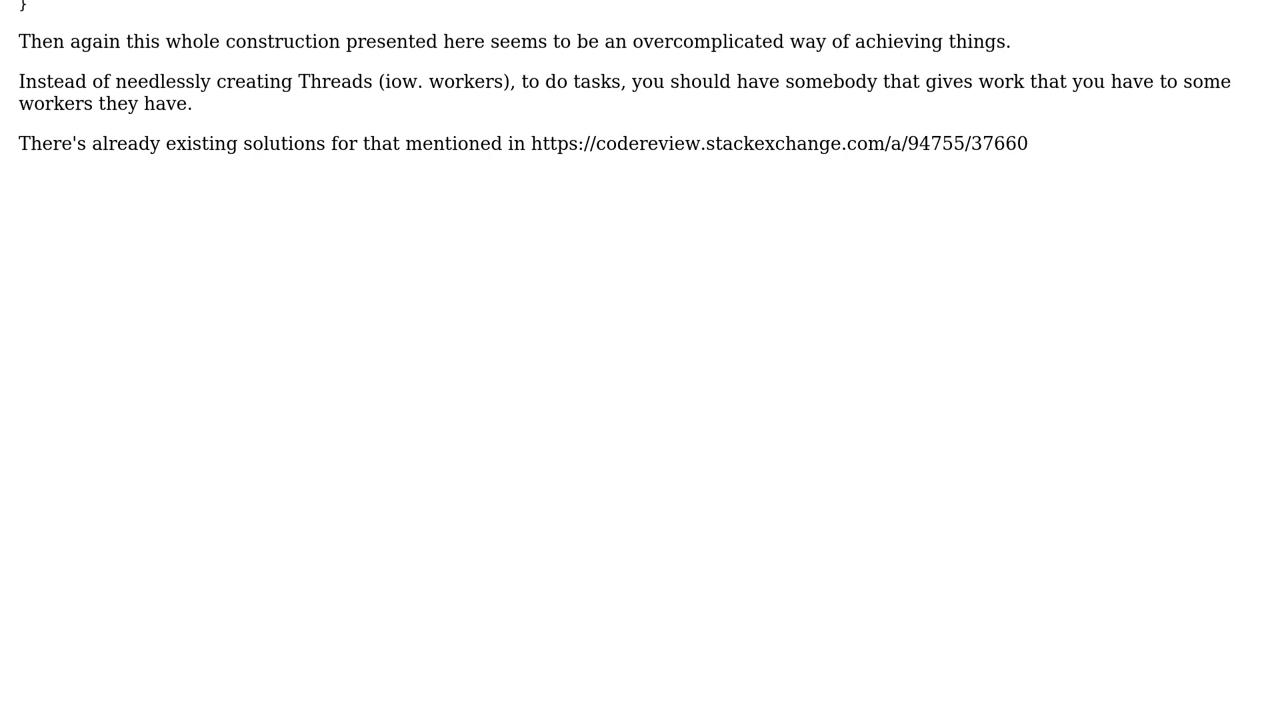 }
Then again this whole construction presented here seems to be an overcomplicated way of achieving things.
Instead of needlessly creating Threads (iow. workers), to do tasks, you should have somebody that gives work that you have to some
workers they have.
There's already existing solutions for that mentioned in https://codereview.stackexchange.com/a/94755/37660